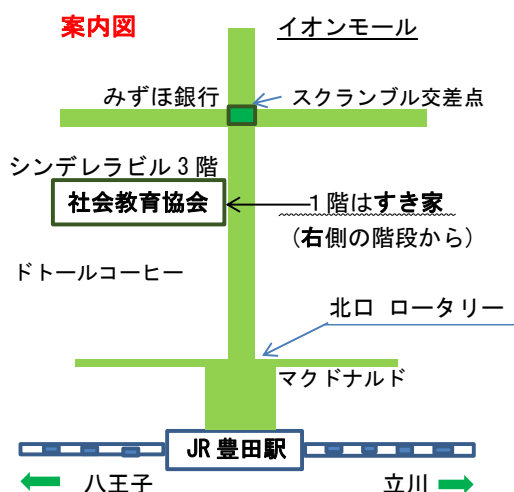 案内図
イオンモール
みずほ銀行
スクランブル交差点
シンデレラビル3階
社会教育協会
1階はすき家
（右側の階段から）
ドトールコーヒー
北口 ロータリー
マクドナルド
JR豊田駅
八王子
立川